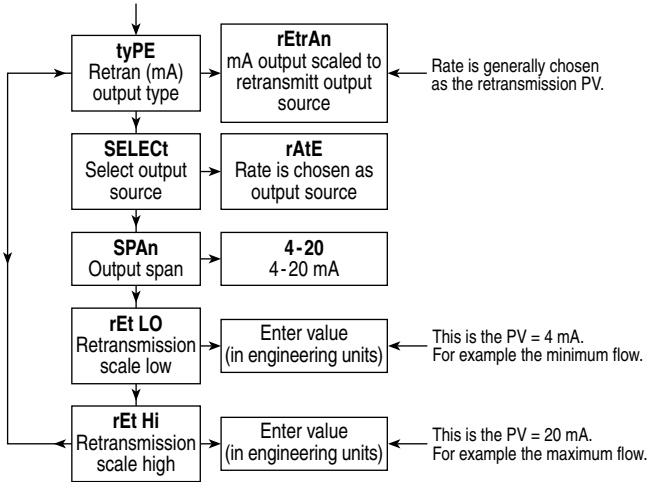 tyPE
Retran (mA)
output type
rEtrAn
mA output scaled to
retransmitt output
source
Rate is generally chosen
as the retransmission PV.
SELECt
Select output
source
rAtE
Rate is chosen as
output source
SPAn
Output span
4-20
4-20 mA
rEt LO
Retransmission
scale low
Enter value
(in engineering units)
This is the PV = 4 mA.
For example the minimum flow.
rEt Hi
Retransmission
scale high
Enter value
(in engineering units)
This is the PV = 20 mA.
For example the maximum flow.